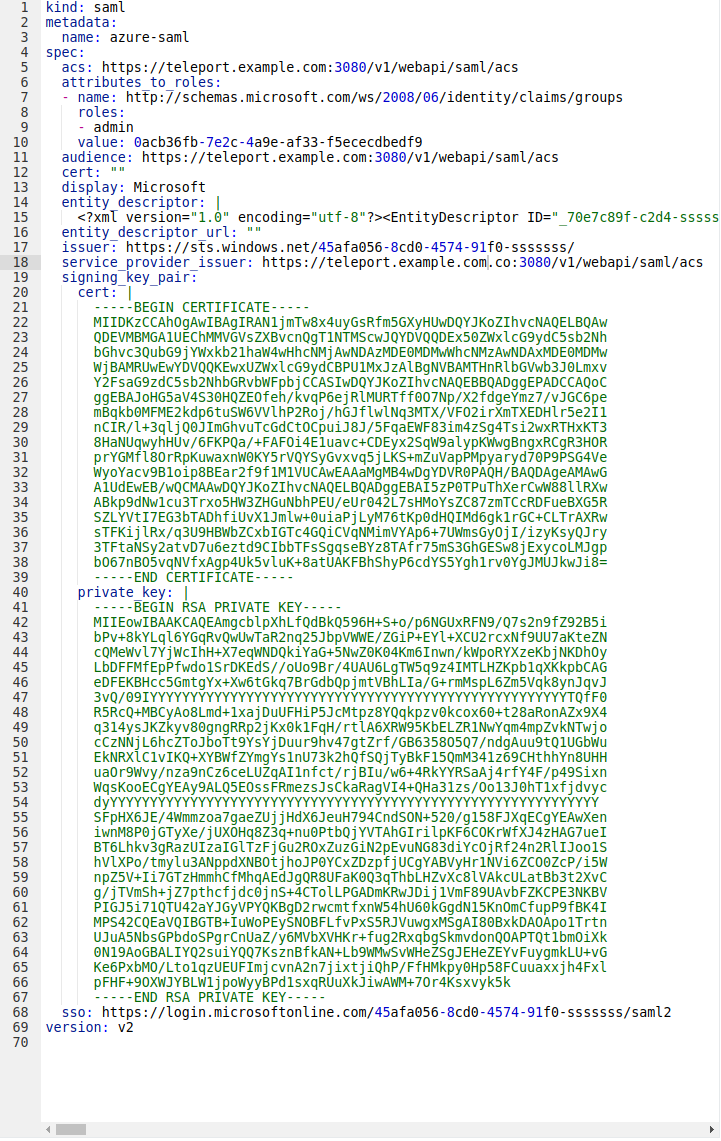 1 kind: saml
2 metadata:
3 name: azure-saml
4 spec:
5 acs: https://teleport.example.com:3080/v1/webapi/saml/acs
6 attributes_to_roles:
7 - name: http://schemas.microsoft.com/ws/2008/06/identity/claims/groups
8 roles:
9 - admin
10 value: 0acb36fb-7e2c-4a9e-af33-f5ececdbedf9
11 audience: https://teleport.example.com:3080/v1/webapi/saml/acs
12 cert: ""
13 display: Microsoft
14 entity_descriptor: |
15 <?xml version="1.0" encoding="utf-8"?><EntityDescriptor ID="_70e7c89f-c2d4-sssss
16 entity_descriptor_url: ""
17 issuer: https://sts.windows.net/45afa056-8cd0-4574-91f0-sssssss/
18 service_provider_issuer: https://teleport.example.com.co:3080/v1/webapi/saml/acs
19 signing_key_pair:
20 cert: |
21 -----BEGIN CERTIFICATE-----
22 MIIDKzCCAhOgAwIBAgIRAN1jmTw8x4uyGsRfm5GXyHUwDQYJKoZIhvcNAQELBQAw
23 QDEVMBMGA1UEChMMVGVsZXBvcnQgT1NTMScwJQYDVQQDEx50ZWxlcG9ydC5sb2Nh
24 bGhvc3QubG9jYWxkb21haW4wHhcNMjAwNDAzMDE0MDMwWhcNMzAwNDAxMDE0MDMw
25 WjBAMRUwEwYDVQQKEwxUZWxlcG9ydCBPU1MxJzAlBgNVBAMTHnRlbGVwb3J0Lmxv
26 Y2FsaG9zdC5sb2NhbGRvbWFpbjCCASIwDQYJKoZIhvcNAQEBBQADggEPADCCAQoC
27 ggEBAJoHG5aV4S30HQZEOfeh/kvqP6ejRlMURTff0O7Np/X2fdgeYmz7/vJGC6pe
28 mBqkb0MFME2kdp6tuSW6VVlhP2Roj/hGJflwlNq3MTX/VFO2irXmTXEDHlr5e2I1
29 nCIR/l+3qljQ0JImGhvuTcGdCtOCpuiJ8J/5FqaEWF83im4zSg4Tsi2wxRTHxKT3
30 8HaNUqwyhHUv/6FKPQa/+FAFOi4E1uavc+CDEyx2SqW9alypKWwgBngxRCgR3HOR
31 prYGMfl8OrRpKuwaxnW0KY5rVQYSyGvxvq5jLKS+mZuVapPMpyaryd70P9PSG4Ve
32 WyoYacv9B1oip8BEar2f9f1M1VUCAwEAAaMgMB4wDgYDVR0PAQH/BAQDAgeAMAwG
33 A1UdEwEB/wQCMAAwDQYJKoZIhvcNAQELBQADggEBAI5zP0TPuThXerCwW88llRXw
34 ABkp9dNw1cu3Trxo5HW3ZHGuNbhPEU/eUr042L7sHMoYsZC87zmTCcRDFueBXG5R
35 SZLYVtI7EG3bTADhfiUvX1Jmlw+0uiaPjLyM76tKp0dHQIMd6gk1rGC+CLTrAXRw
36 sTFKijlRx/q3U9HBWbZCxbIGTc4GQiCVqNMimVYAp6+7UWmsGyOjI/izyKsyQJry
37 3TFtaNSy2atvD7u6eztd9CIbbTFsSgqseBYz8TAfr75mS3GhGESw8jExycoLMJgp
38 bO67nBO5vqNVfxAgp4Uk5vluK+8atUAKFBhShyP6cdYS5Ygh1rv0YgJMUJkwJi8=
39 -----END CERTIFICATE-----
40 private_key: |
41 -----BEGIN RSA PRIVATE KEY-----
42 MIIEowIBAAKCAQEAmgcblpXhLfQdBkQ596H+S+o/p6NGUxRFN9/Q7s2n9fZ92B5i
43 bPv+8kYLql6YGqRvQwUwTaR2nq25JbpVWWE/ZGiP+EYl+XCU2rcxNf9UU7aKteZN
44 cQMeWvl7YjWcIhH+X7eqWNDQkiYaG+5NwZ0K04Km6Inwn/kWpoRYXzeKbjNKDhOy
45 LbDFFMfEpPfwdo1SrDKEdS//oUo9Br/4UAU6LgTW5q9z4IMTLHZKpb1qXKkpbCAG
46 eDFEKBHcc5GmtgYx+Xw6tGkq7BrGdbQpjmtVBhLIa/G+rmMspL6Zm5Vqk8ynJqvJ
47 3vQ/09IYYYYYYYYYYYYYYYYYYYYYYYYYYYYYYYYYYYYYYYYYYYYYYYYYYYYTQfF0
48 R5RcQ+MBCyAo8Lmd+1xajDuUFHiP5JcMtpz8YQqkpzv0kcox60+t28aRonAZx9X4
49 q314ysJKZkyv80gngRRp2jKx0k1FqH/rtlA6XRW95KbELZR1NwYqm4mpZvkNTwjo
50 cCzNNjL6hcZToJboTt9YsYjDuur9hv47gtZrf/GB6358O5Q7/ndgAuu9tQ1UGbWu
51 EkNRXlC1vIKQ+XYBWfZYmgYs1nU73k2hQfSQjTyBkF15QmM341z69CHthhYn8UHH
52 uaOr9Wvy/nza9nCz6ceLUZqAI1nfct/rjBIu/w6+4RkYYRSaAj4rfY4F/p49Sixn
53 WqsKooECgYEAy9ALQ5EOssFRmezsJsCkaRagVI4+QHa31zs/Oo13J0hT1xfjdvyc
54 dyYYYYYYYYYYYYYYYYYYYYYYYYYYYYYYYYYYYYYYYYYYYYYYYYYYYYYYYYYYYYY
55 SFpHX6JE/4Wmmzoa7gaeZUjjHdX6JeuH794CndSON+520/g158FJXqECgYEAwXen
56 iwnM8P0jGTyXe/jUXOHq8Z3q+nu0PtbQjYVTAhGIrilpKF6COKrWfXJ4zHAG7ueI
57 BT6Lhkv3gRazUIzaIGlTzFjGu2ROxZuzGiN2pEvuNG83diYcOjRf24n2RlIJoo1S
58 hVlXPo/tmylu3ANppdXNBOtjhoJP0YCxZDzpfjUCgYABVyHr1NVi6ZCO0ZcP/i5W
59 npZ5V+Ii7GTzHmmhCfMhqAEdJgQR8UFaK0Q3qThbLHZvXc8lVAkcULatBb3t2XvC
60 g/jTVmSh+jZ7pthcfjdc0jnS+4CTolLPGADmKRwJDij1VmF89UAvbFZKCPE3NKBV
61 PIGJ5i71QTU42aYJGyVPYQKBgD2rwcmtfxnW54hU60kGgdN15KnOmCfupP9fBK4I
62 MPS42CQEaVQIBGTB+IuWoPEySNOBFLfvPxS5RJVuwgxMSgAI80BxkDAOApo1Trtn
63 UJuA5NbsGPbdoSPgrCnUaZ/y6MVbXVHKr+fug2RxqbgSkmvdonQOAPTQt1bmOiXk
64 0N19AoGBALIYQ2suiYQQ7KsznBfkAN+Lb9WMwSvWHeZSgJEHeZEYvFuygmkLU+vG
65 Ke6PxbMO/Lto1qzUEUFImjcvnA2n7jixtjiQhP/FfHMkpy0Hp58FCuuaxxjh4Fxl
66 pFHF+9OXWJYBLW1jpoWyyBPd1sxqRUuXkJiwAWM+7Or4Ksxvyk5k
67 -----END RSA PRIVATE KEY-----
68 sso: https://login.microsoftonline.com/45afa056-8cd0-4574-91f0-sssssss/saml2
69 version: v2
70